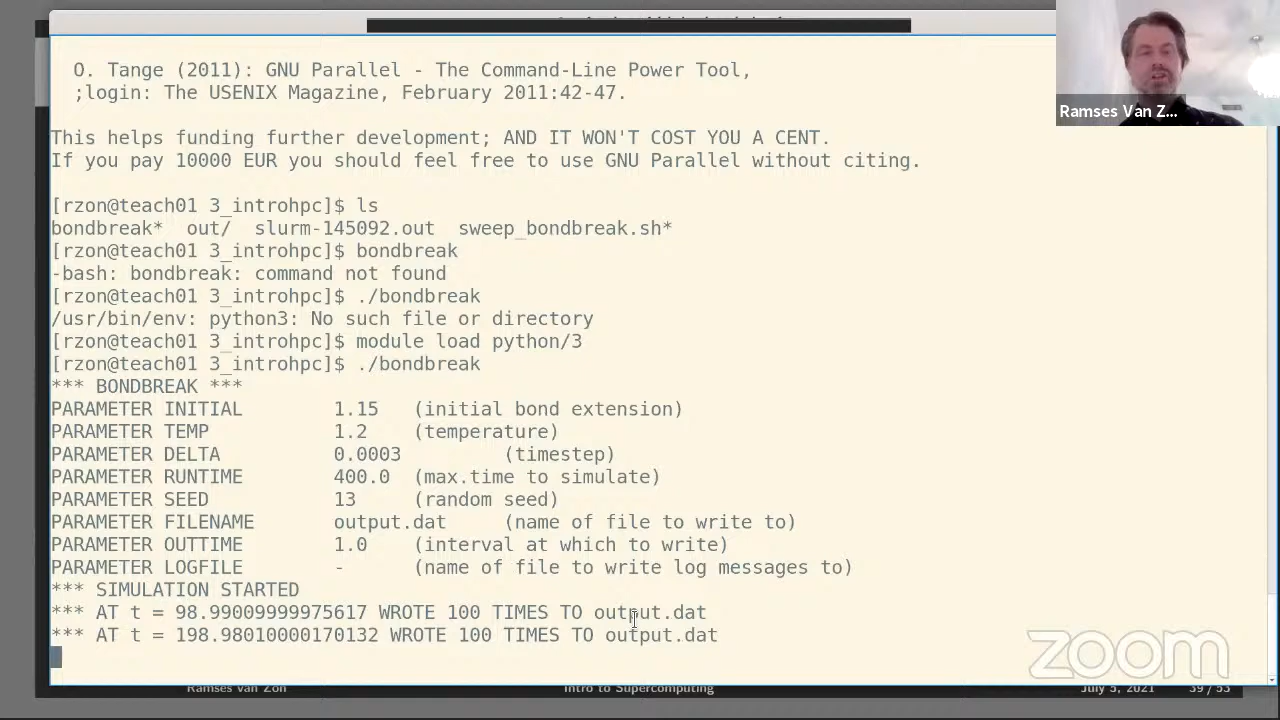 O. Tange (2011): GNU Parallel - The Command-Line Power Tool,
;login: The USENIX Magazine, February 2011:42-47.
This helps funding further development; AND IT WON'T COST YOU A CENT.
If you pay 10000 EUR you should feel free to use GNU Parallel without citing.
[rzon@teach01 3_introhpc]$ ls
bondbreak*  out/  slurm-145092.out  sweep_bondbreak.sh*
[rzon@teach01 3_introhpc]$ bondbreak
-bash: bondbreak: command not found
[rzon@teach01 3_introhpc]$ ./bondbreak
/usr/bin/env: python3: No such file or directory
[rzon@teach01 3_introhpc]$ module load python/3
[rzon@teach01 3_introhpc]$ ./bondbreak
*** BONDBREAK ***
PARAMETER INITIAL 1.15 (initial bond extension)
PARAMETER TEMP 1.2 (temperature)
PARAMETER DELTA 0.0003 (timestep)
PARAMETER RUNTIME 400.0 (max.time to simulate)
PARAMETER SEED 13 (random seed)
PARAMETER FILENAME output.dat (name of file to write to)
PARAMETER OUTTIME 1.0 (interval at which to write)
PARAMETER LOGFILE - (name of file to write log messages to)
*** SIMULATION STARTED
*** AT t = 98.99009999975617 WROTE 100 TIMES TO output.dat
*** AT t = 198.98010000170132 WROTE 100 TIMES TO output.dat
Ramses Van Z...
zoom
Ramses van Zon Intro to Supercomputing July 5, 2021 39 / 53